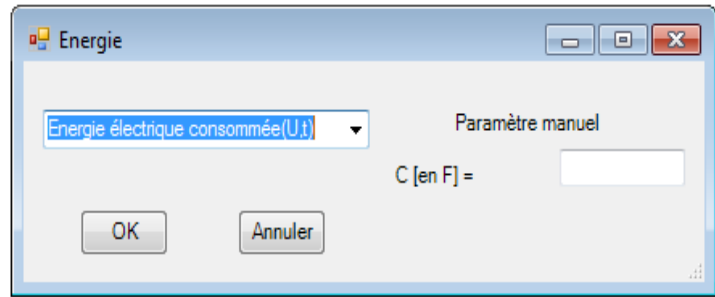 Energie
Energie électrique consommée(U,t)
Paramètre manuel
C [en F] =
OK
Annuler